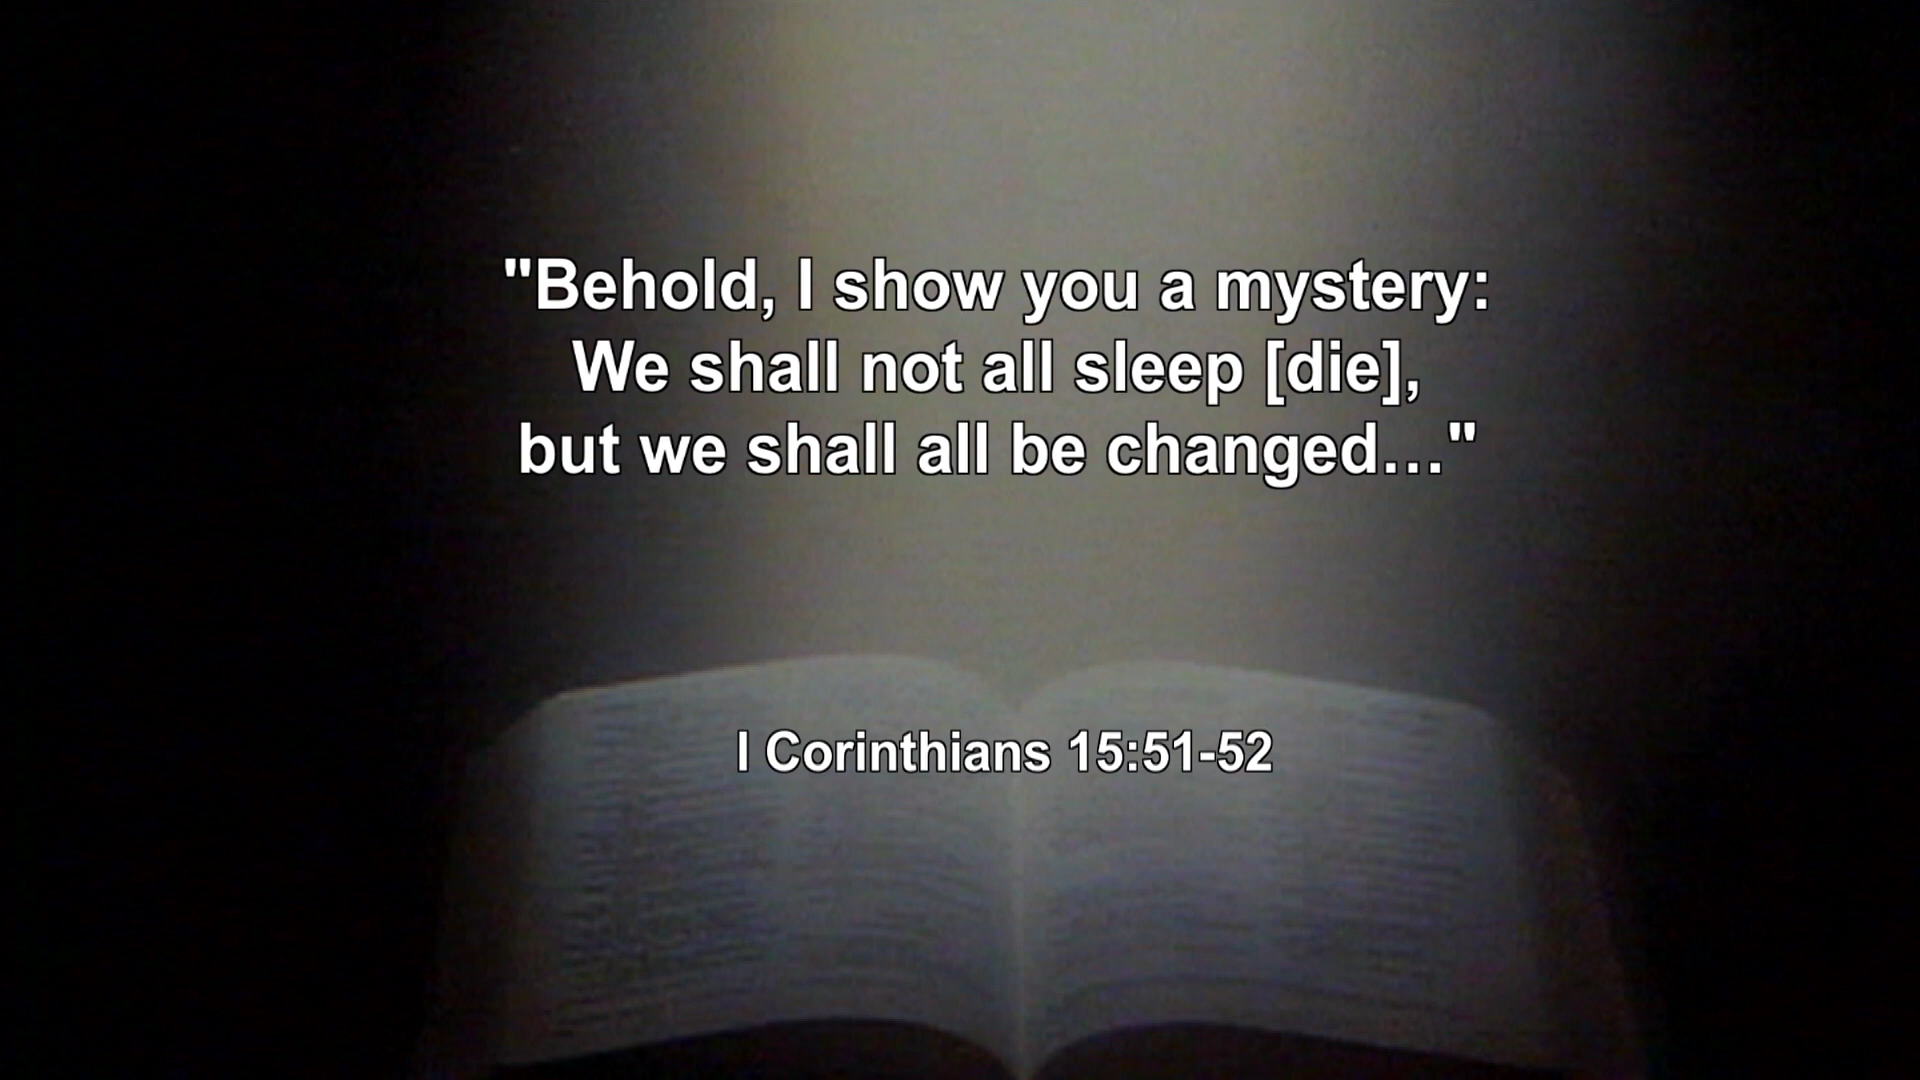 "Behold, I show you a mystery:
We shall not all sleep [die],
but we shall all be changed…"
I Corinthians 15:51-52